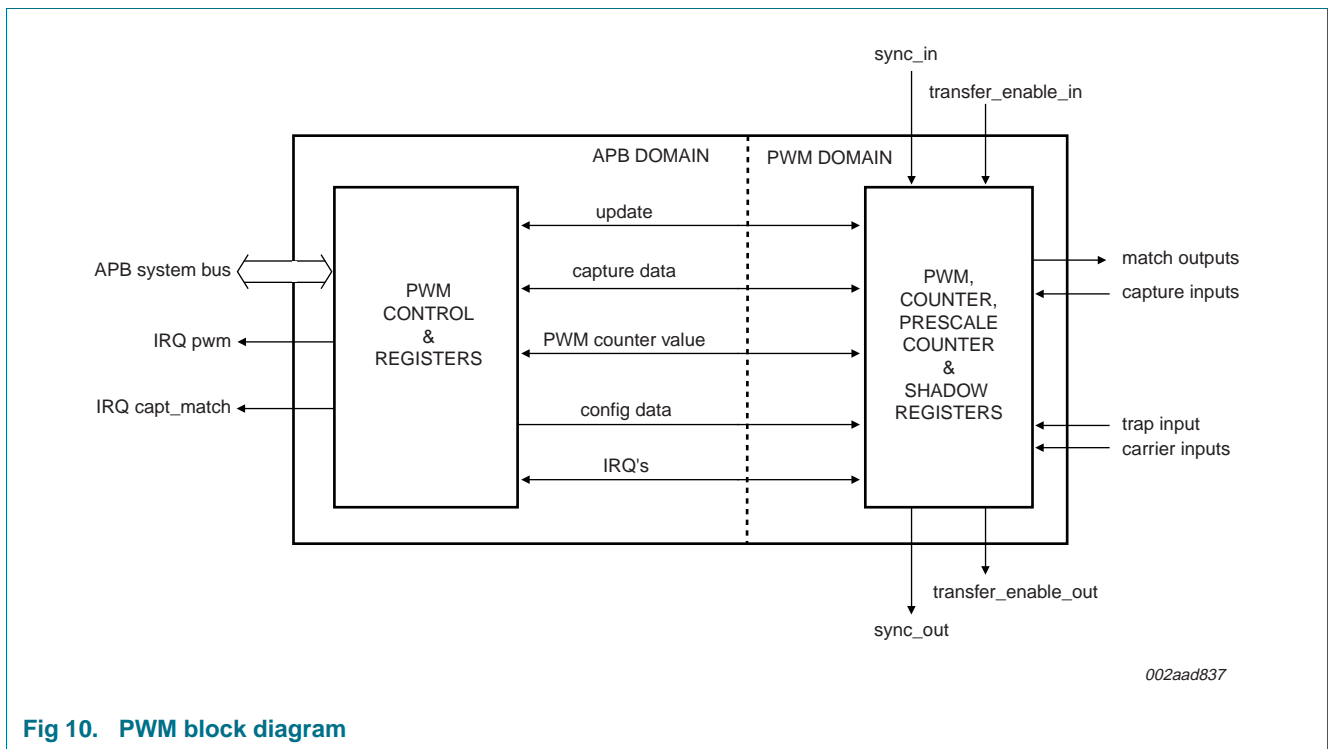 sync_in
transfer_enable_in
APB DOMAIN
PWM DOMAIN
update
capture data
PWM counter value
config data
IRQ's
APB system bus
IRQ pwm
IRQ capt_match
PWM
CONTROL
&
REGISTERS
PWM,
COUNTER,
PRESCALE
COUNTER
&
SHADOW
REGISTERS
match outputs
capture inputs
trap input
carrier inputs
transfer_enable_out
sync_out
002aad837
Fig 10. PWM block diagram